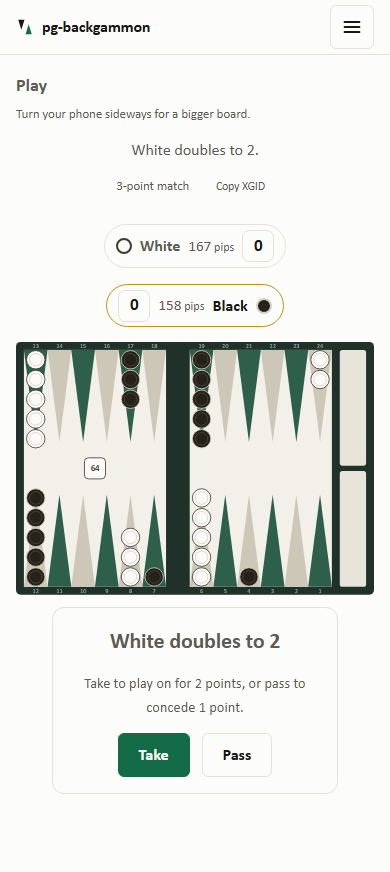 pg-backgammon
Play
Turn your phone sideways for a bigger board.
White doubles to 2.
3-point match Copy XGID
White 167 pips 0
0 158 pips Black
13 14 15 16 17 18 19 20 21 22 23 24
64
12 11 10 9 8 7 6 5 4 3 2 1
White doubles to 2
Take to play on for 2 points, or pass to
concede 1 point.
Take Pass